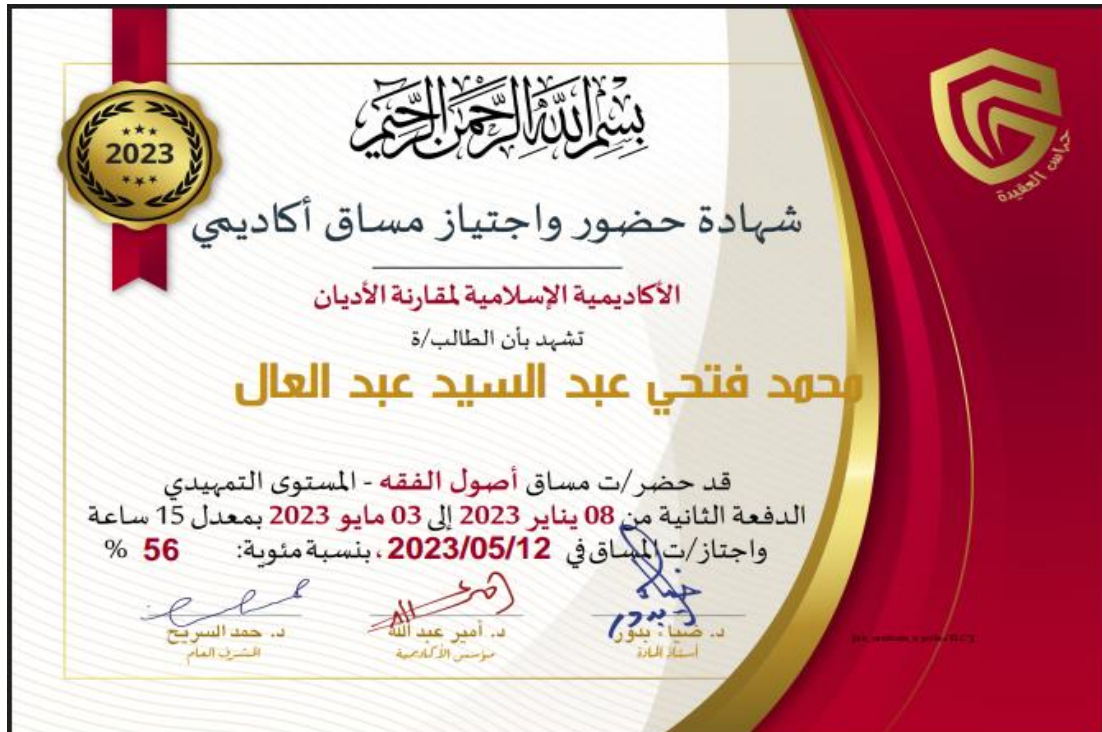 بسم الله الرحمن الرحيم
2023
حراس العقيدة
شهادة حضور واجتياز مساق أكاديمي
الأكاديمية الإسلامية لمقارنة الأديان
تشهد بأن الطالب/ة
محمد فتحي عبد السيد عبد العال
قد حضر/ت مساق أصول الفقه - المستوى التمهيدي
الدفعة الثانية من 08 يناير 2023 إلى 03 مايو 2023 بمعدل 15 ساعة
واجتاز/ت المساق في 2023/05/12، بنسبة مئوية: 56 %
د. ضياء بدور
أستاذ المادة
د. أمير عبد الله
مؤسس الأكاديمية
د. حمد السريح
المشرف العام